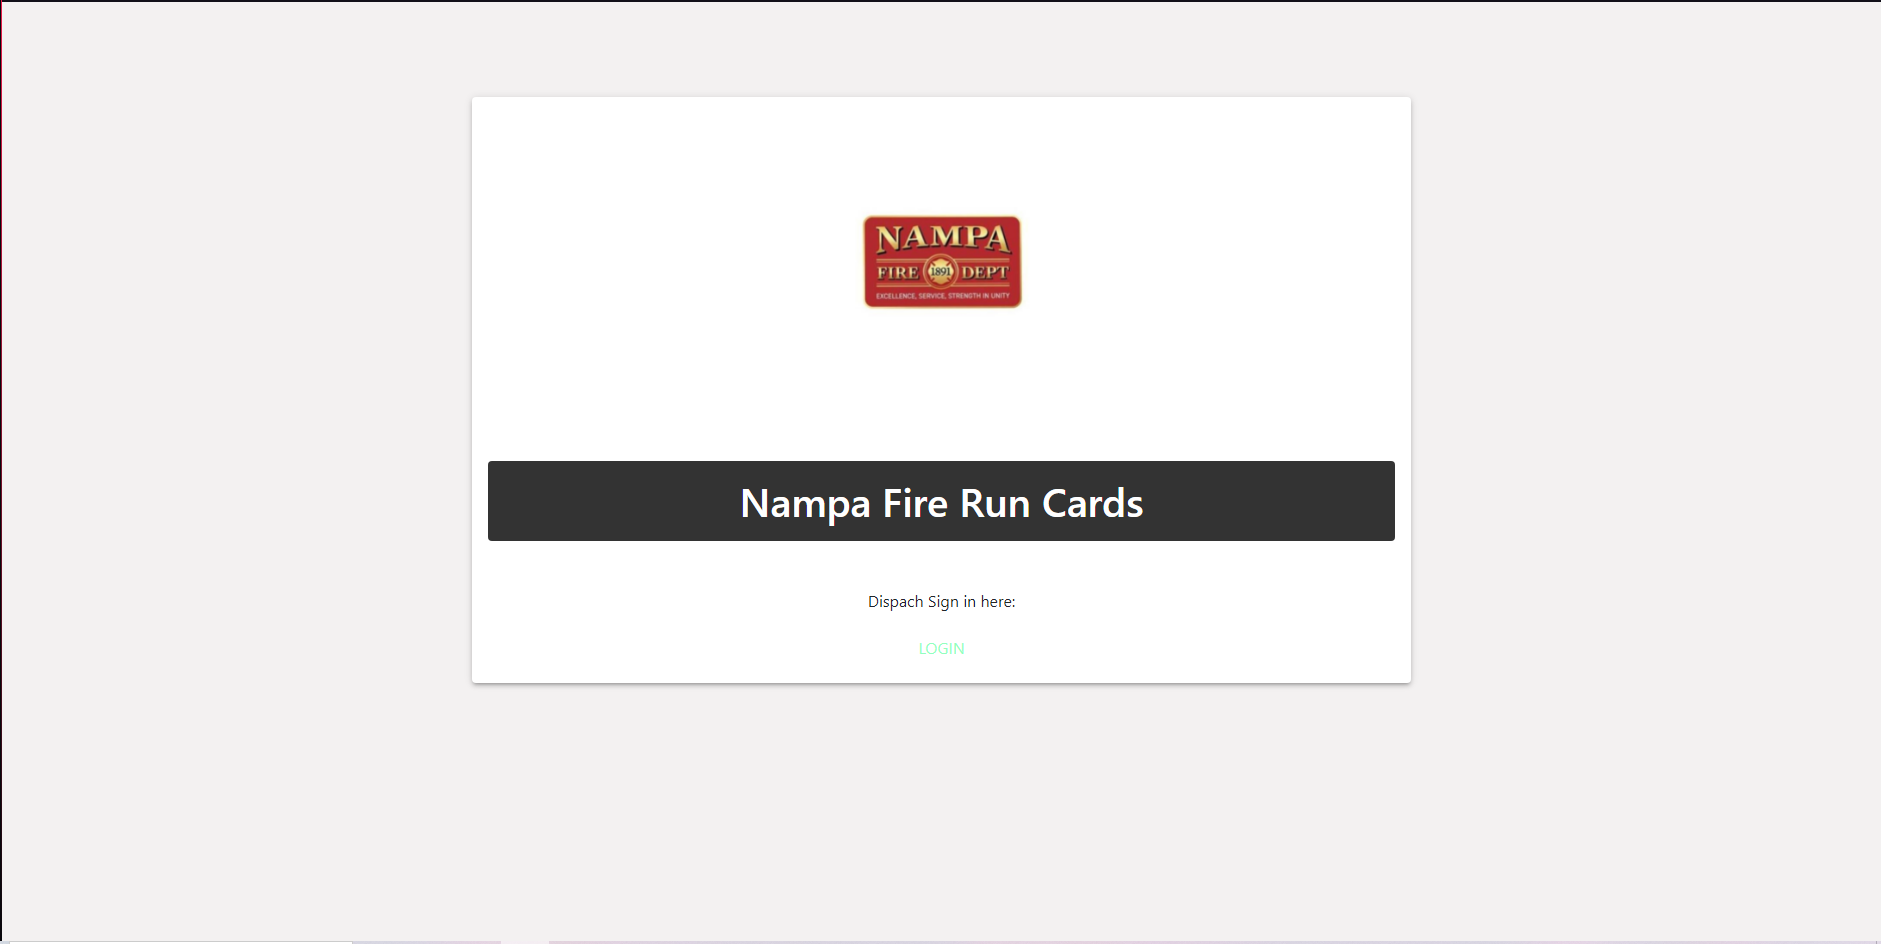 NAMPA
FIRE 1891 DEPT
EXCELLENCE, SERVICE, STRENGTH IN UNITY
Nampa Fire Run Cards
Dispach Sign in here:
LOGIN